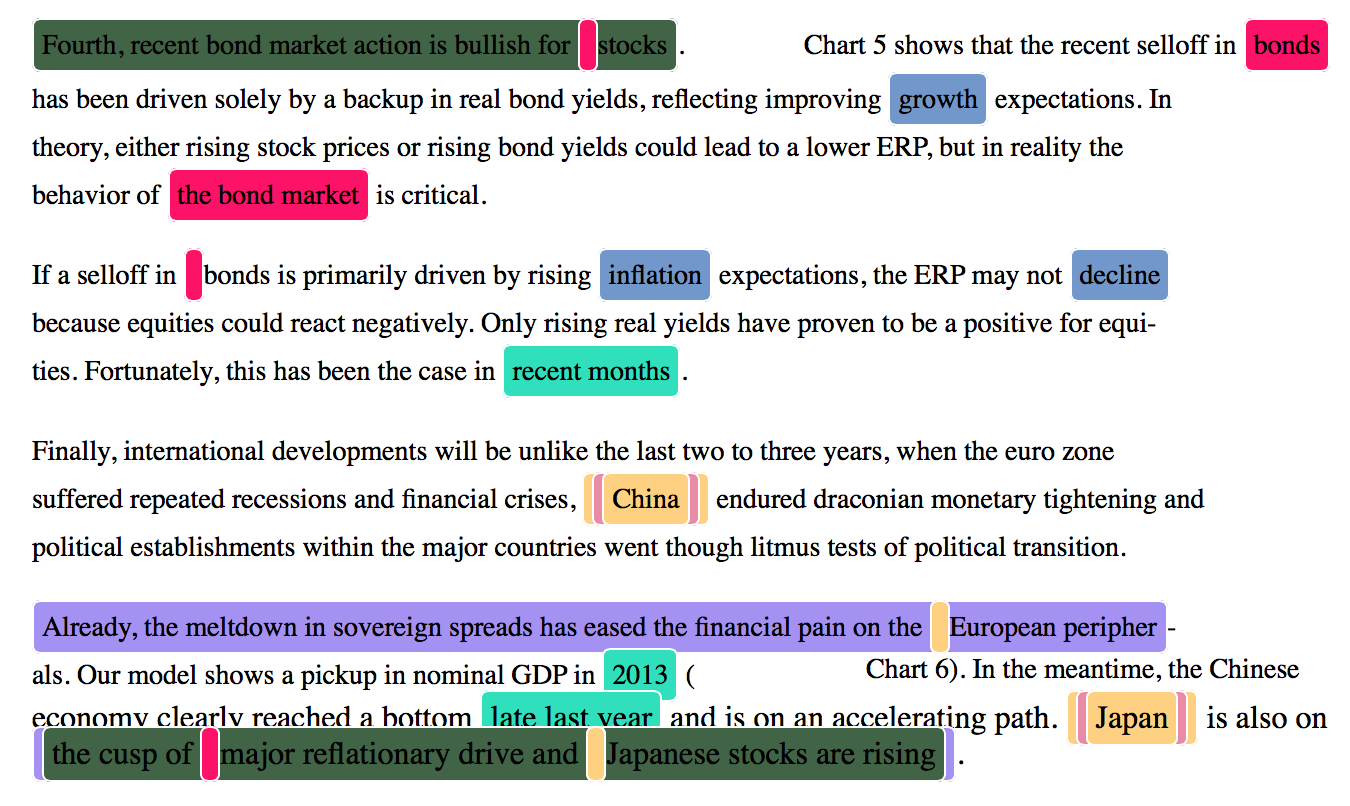 Fourth, recent bond market action is bullish for stocks . Chart 5 shows that the recent selloff in bonds
has been driven solely by a backup in real bond yields, reflecting improving growth expectations. In
theory, either rising stock prices or rising bond yields could lead to a lower ERP, but in reality the
behavior of the bond market is critical.
If a selloff in bonds is primarily driven by rising inflation expectations, the ERP may not decline
because equities could react negatively. Only rising real yields have proven to be a positive for equi-
ties. Fortunately, this has been the case in recent months .
Finally, international developments will be unlike the last two to three years, when the euro zone
suffered repeated recessions and financial crises, China endured draconian monetary tightening and
political establishments within the major countries went though litmus tests of political transition.
Already, the meltdown in sovereign spreads has eased the financial pain on the European peripher -
als. Our model shows a pickup in nominal GDP in 2013 ( Chart 6). In the meantime, the Chinese
economy clearly reached a bottom late last year and is on an accelerating path. Japan is also on
the cusp of major reflationary drive and Japanese stocks are rising .